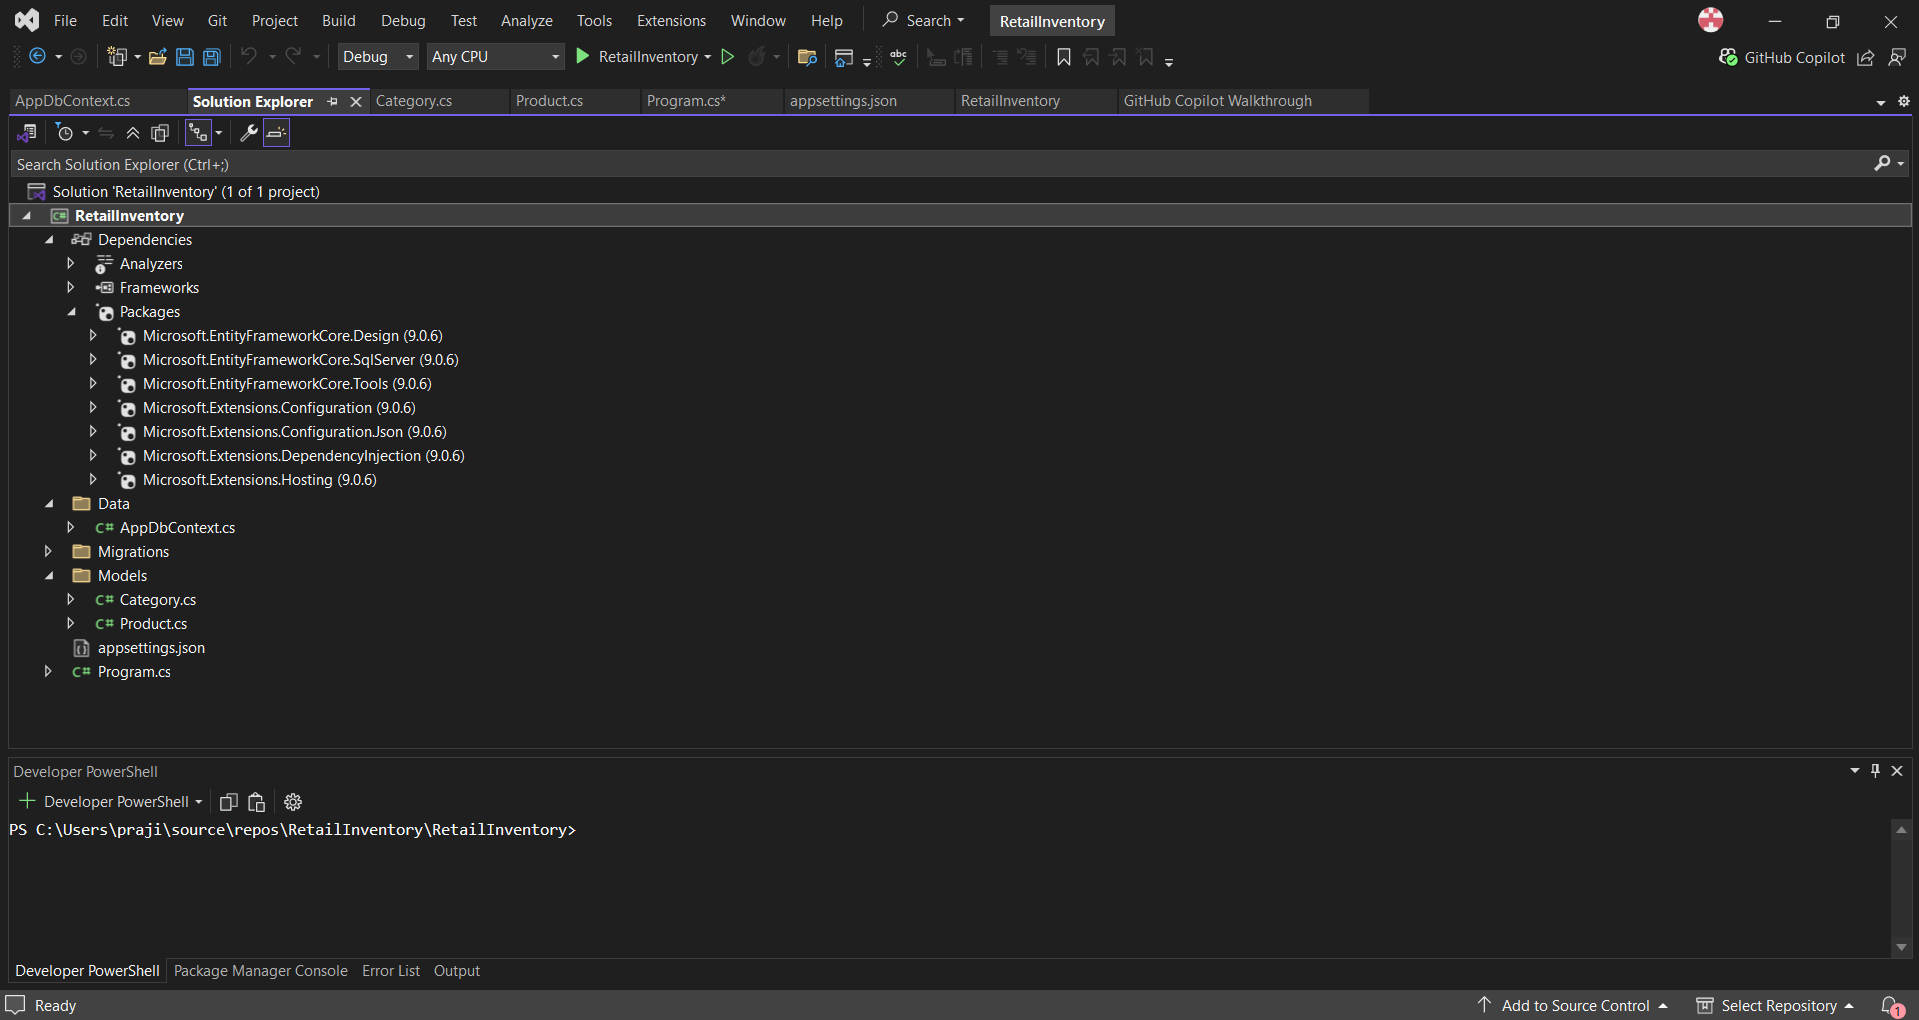 File Edit View Git Project Build Debug Test Analyze Tools Extensions Window Help Search RetailInventory
Debug Any CPU RetailInventory abc GitHub Copilot
AppDbContext.cs Solution Explorer Category.cs Product.cs Program.cs* appsettings.json RetailInventory GitHub Copilot Walkthrough
Search Solution Explorer (Ctrl+;)
Solution 'RetailInventory' (1 of 1 project)
C# RetailInventory
Dependencies
Analyzers
Frameworks
Packages
Microsoft.EntityFrameworkCore.Design (9.0.6)
Microsoft.EntityFrameworkCore.SqlServer (9.0.6)
Microsoft.EntityFrameworkCore.Tools (9.0.6)
Microsoft.Extensions.Configuration (9.0.6)
Microsoft.Extensions.Configuration.Json (9.0.6)
Microsoft.Extensions.DependencyInjection (9.0.6)
Microsoft.Extensions.Hosting (9.0.6)
Data
C# AppDbContext.cs
Migrations
Models
C# Category.cs
C# Product.cs
appsettings.json
C# Program.cs
Developer PowerShell
Developer PowerShell
PS C:\Users\praji\source\repos\RetailInventory\RetailInventory>
Developer PowerShell Package Manager Console Error List Output
Ready Add to Source Control Select Repository 1